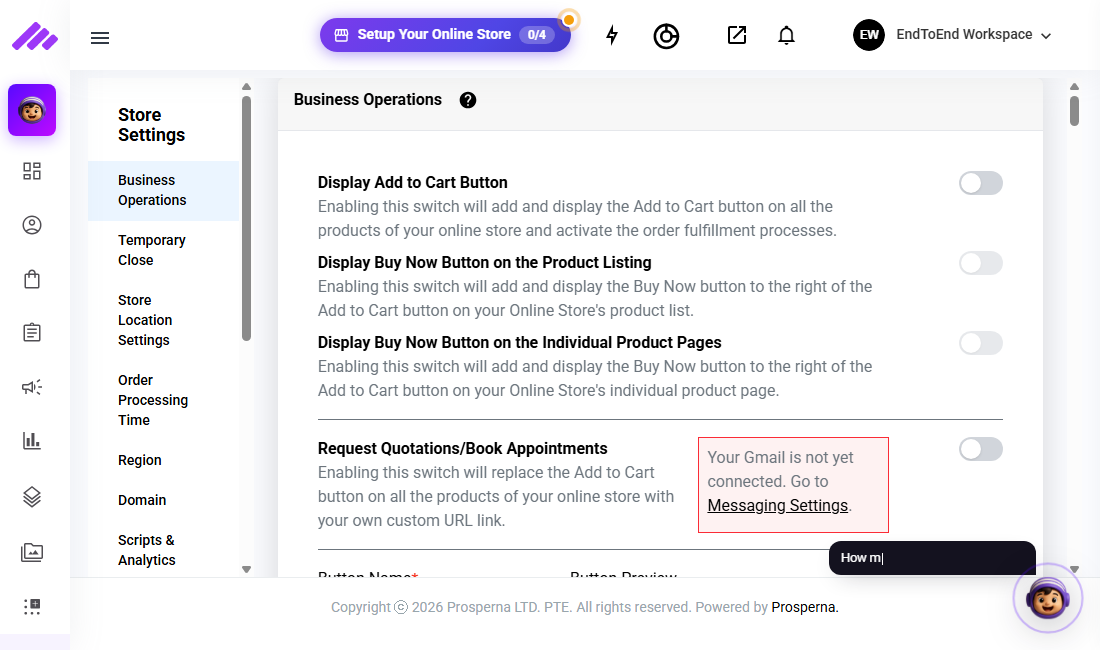 Setup Your Online Store 0/4
EW EndToEnd Workspace
Store
Settings
Business
Operations
Temporary
Close
Store
Location
Settings
Order
Processing
Time
Region
Domain
Scripts &
Analytics
Business Operations ?
Display Add to Cart Button
Enabling this switch will add and display the Add to Cart button on all the
products of your online store and activate the order fulfillment processes.
Display Buy Now Button on the Product Listing
Enabling this switch will add and display the Buy Now button to the right of the
Add to Cart button on your Online Store's product list.
Display Buy Now Button on the Individual Product Pages
Enabling this switch will add and display the Buy Now button to the right of the
Add to Cart button on your Online Store's individual product page.
Request Quotations/Book Appointments
Enabling this switch will replace the Add to Cart
button on all the products of your online store with
your own custom URL link.
Your Gmail is not yet
connected. Go to
Messaging Settings.
Button Name* Button Preview
How m|
Copyright © 2026 Prosperna LTD. PTE. All rights reserved. Powered by Prosperna.